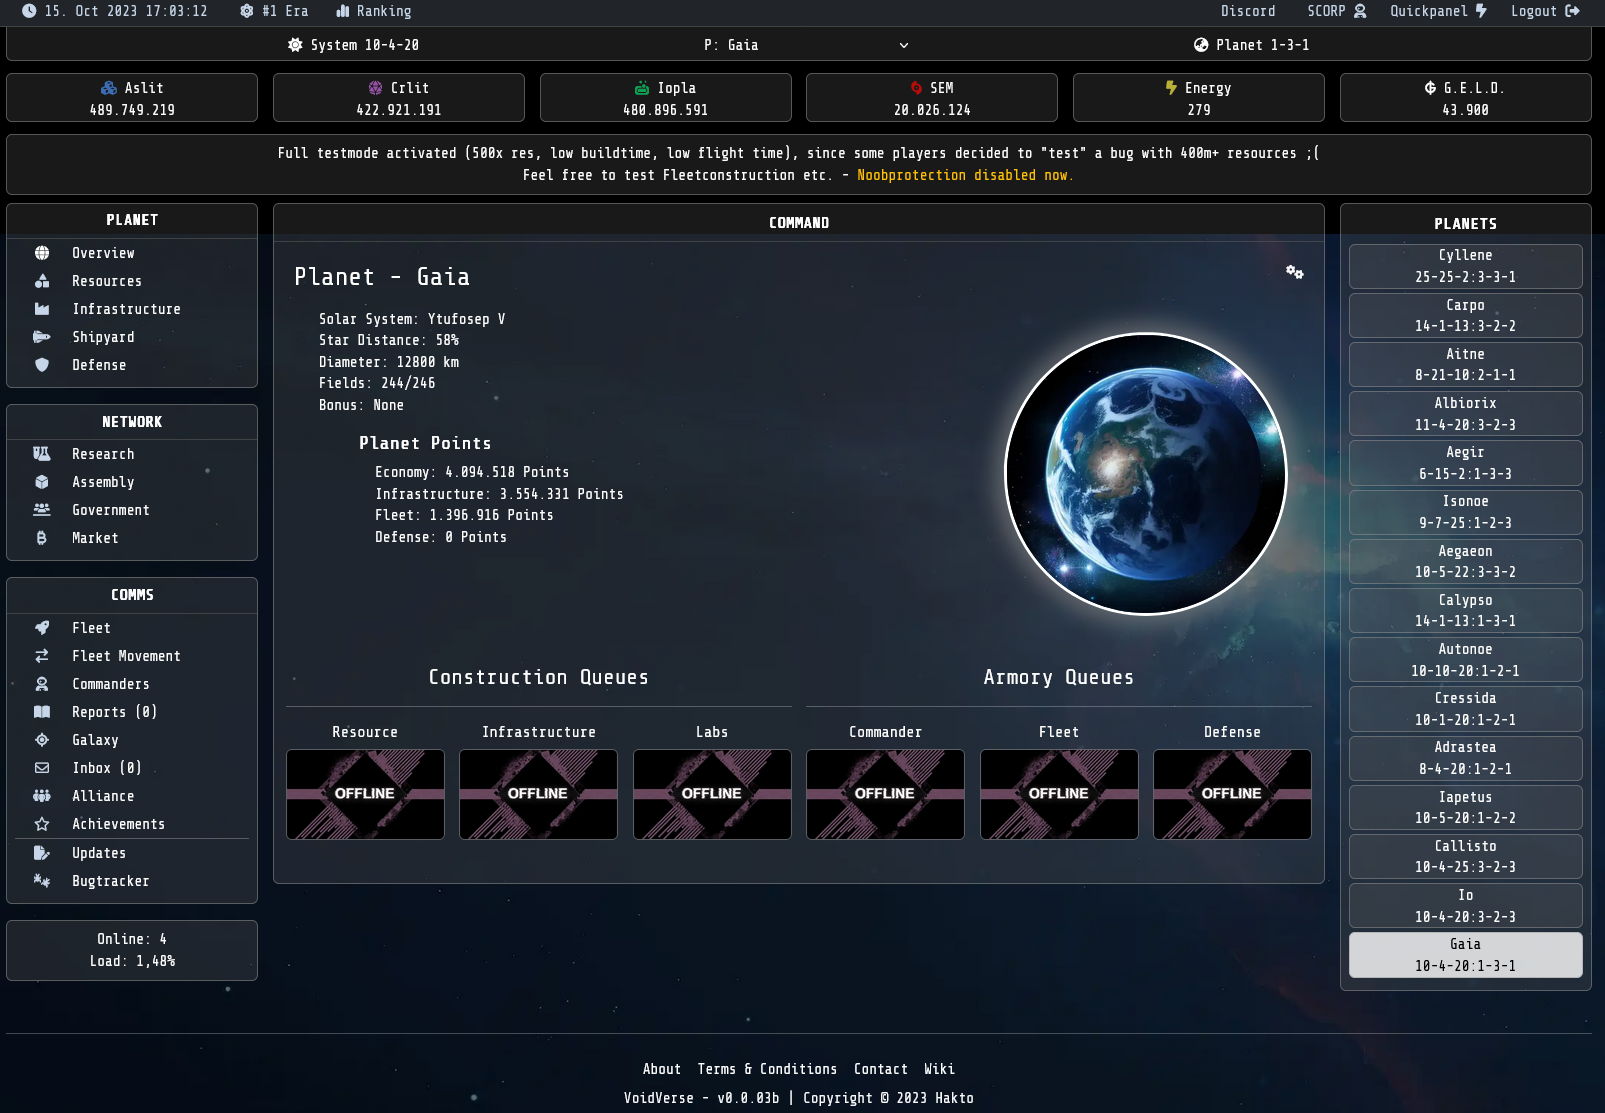 15. Oct 2023 17:03:12 #1 Era Ranking Discord SCORP Quickpanel Logout
System 10-4-20 P: Gaia Planet 1-3-1
Aslit Crlit Iopla SEM Energy G.E.L.D.
489.749.219 422.921.191 480.896.591 20.026.124 279 43.900
Full testmode activated (500x res, low buildtime, low flight time), since some players decided to "test" a bug with 400m+ resources ;(
Feel free to test Fleetconstruction etc. - Noobprotection disabled now.
PLANET
Overview
Resources
Infrastructure
Shipyard
Defense
NETWORK
Research
Assembly
Government
Market
COMMS
Fleet
Fleet Movement
Commanders
Reports (0)
Galaxy
Inbox (0)
Alliance
Achievements
Updates
Bugtracker
Online: 4
Load: 1,48%
COMMAND
Planet - Gaia
Solar System: Ytufosep V
Star Distance: 58%
Diameter: 12800 km
Fields: 244/246
Bonus: None
Planet Points
Economy: 4.094.518 Points
Infrastructure: 3.554.331 Points
Fleet: 1.396.916 Points
Defense: 0 Points
Construction Queues Armory Queues
Resource Infrastructure Labs Commander Fleet Defense
OFFLINE OFFLINE OFFLINE OFFLINE OFFLINE OFFLINE
PLANETS
Cyllene
25-25-2:3-3-1
Carpo
14-1-13:3-2-2
Aitne
8-21-10:2-1-1
Albiorix
11-4-20:3-2-3
Aegir
6-15-2:1-3-3
Isonoe
9-7-25:1-2-3
Aegaeon
10-5-22:3-3-2
Calypso
14-1-13:1-3-1
Autonoe
10-10-20:1-2-1
Cressida
10-1-20:1-2-1
Adrastea
8-4-20:1-2-1
Iapetus
10-5-20:1-2-2
Callisto
10-4-25:3-2-3
Io
10-4-20:3-2-3
Gaia
10-4-20:1-3-1
About Terms & Conditions Contact Wiki
VoidVerse - v0.0.03b | Copyright © 2023 Hakto